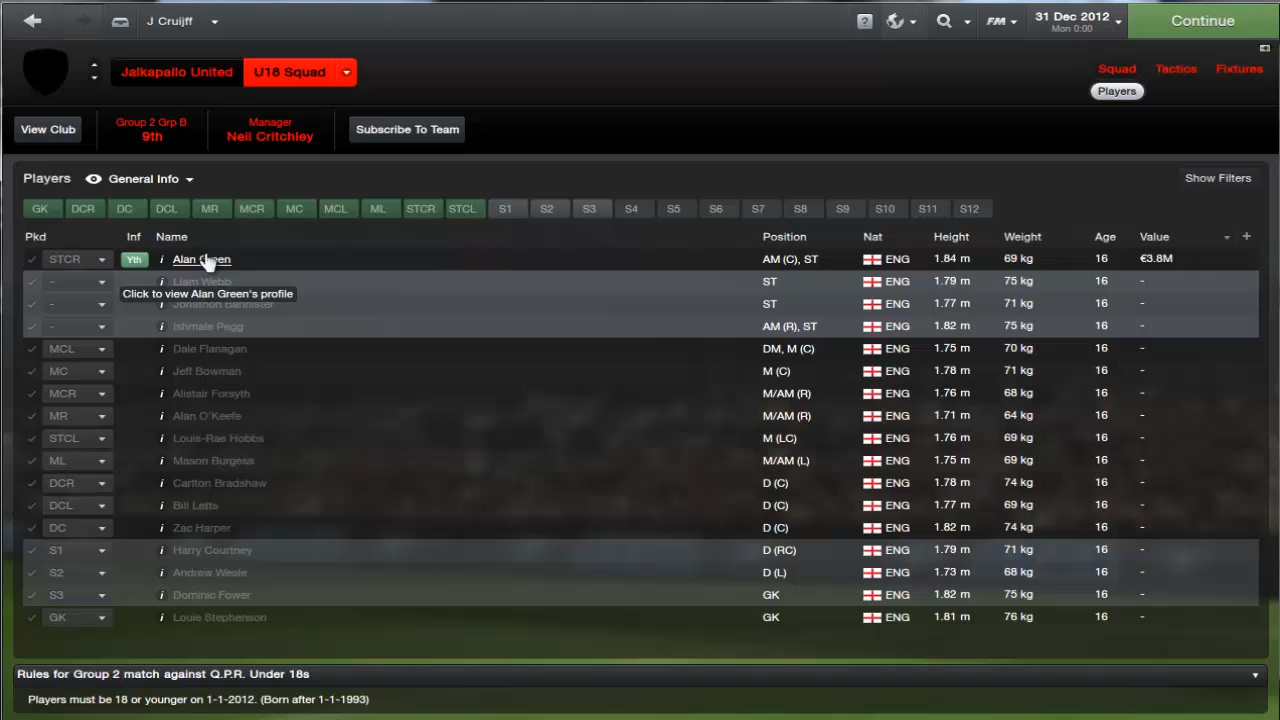 J Cruijff
FM
31 Dec 2012
Mon 0:00
Continue
Jalkapallo United
U18 Squad
Squad
Tactics
Fixtures
Players
View Club
Group 2 Grp B
9th
Manager
Neil Critchley
Subscribe To Team
Players
General Info
Show Filters
GK DCR DC DCL MR MCR MC MCL ML STCR STCL S1 S2 S3 S4 S5 S6 S7 S8 S9 S10 S11 S12
Pkd Inf Name Position Nat Height Weight Age Value +
STCR Yth i Alan Green AM (C), ST ENG 1.84 m 69 kg 16 €3.8M
- i Liam Webb ST ENG 1.79 m 75 kg 16 -
Click to view Alan Green's profile
- i Jonathon Bannister ST ENG 1.77 m 71 kg 16 -
- i Ishmale Pegg AM (R), ST ENG 1.82 m 75 kg 16 -
MCL i Dale Flanagan DM, M (C) ENG 1.75 m 70 kg 16 -
MC i Jeff Bowman M (C) ENG 1.78 m 71 kg 16 -
MCR i Alistair Forsyth M/AM (R) ENG 1.76 m 68 kg 16 -
MR i Alan O'Keefe M/AM (R) ENG 1.71 m 64 kg 16 -
STCL i Louis-Rae Hobbs M (LC) ENG 1.76 m 69 kg 16 -
ML i Mason Burgess M/AM (L) ENG 1.75 m 69 kg 16 -
DCR i Carlton Bradshaw D (C) ENG 1.78 m 74 kg 16 -
DCL i Bill Letts D (C) ENG 1.77 m 69 kg 16 -
DC i Zac Harper D (C) ENG 1.82 m 74 kg 16 -
S1 i Harry Courtney D (RC) ENG 1.79 m 71 kg 16 -
S2 i Andrew Weale D (L) ENG 1.73 m 68 kg 16 -
S3 i Dominic Fower GK ENG 1.82 m 75 kg 16 -
GK i Louie Stephenson GK ENG 1.81 m 76 kg 16 -
Rules for Group 2 match against Q.P.R. Under 18s
Players must be 18 or younger on 1-1-2012. (Born after 1-1-1993)